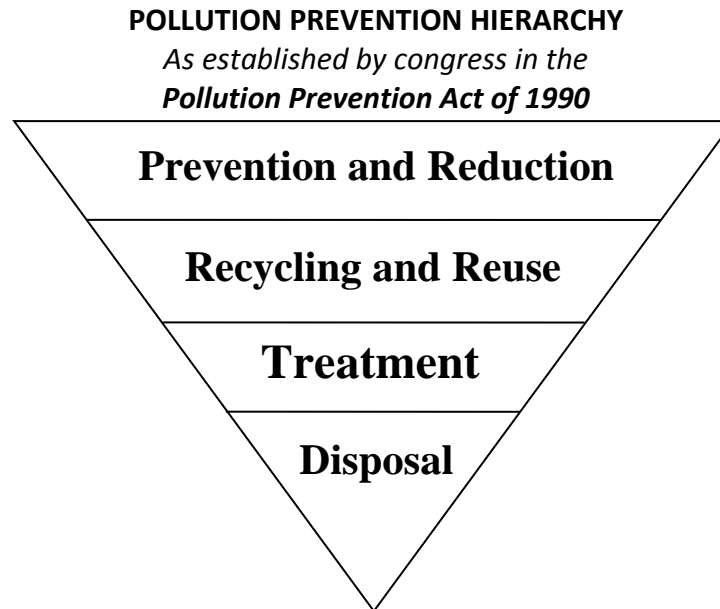 POLLUTION PREVENTION HIERARCHY
As established by congress in the
Pollution Prevention Act of 1990
Prevention and Reduction
Recycling and Reuse
Treatment
Disposal